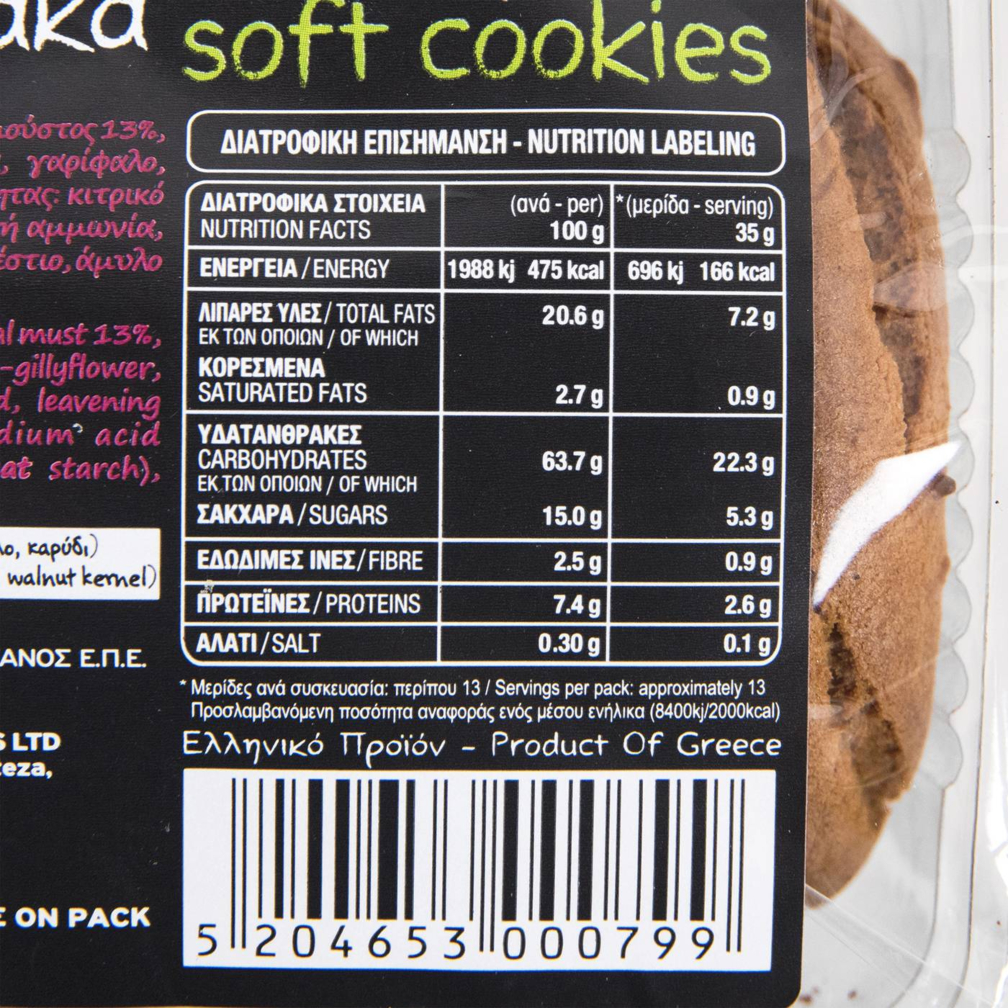 soft cookies
ούστος 13%,
γαρίφαλο,
κιτρικό
ή αμμωνία,
άμυλο
must 13%,
-gillyflower,
leavening
acid
starch),
καρύδι)
walnut kernel)
Ε.Π.Ε.
LTD
ON PACK
ΔΙΑΤΡΟΦΙΚΗ ΕΠΙΣΗΜΑΝΣΗ - NUTRITION LABELING
ΔΙΑΤΡΟΦΙΚΑ ΣΤΟΙΧΕΙΑ (ανά - per) *(μερίδα - serving)
NUTRITION FACTS 100 g 35 g
ΕΝΕΡΓΕΙΑ / ENERGY 1988 kj 475 kcal 696 kj 166 kcal
ΛΙΠΑΡΕΣ ΥΛΕΣ / TOTAL FATS 20.6 g 7.2 g
ΕΚ ΤΩΝ ΟΠΟΙΩΝ / OF WHICH
ΚΟΡΕΣΜΕΝΑ
SATURATED FATS 2.7 g 0.9 g
ΥΔΑΤΑΝΘΡΑΚΕΣ
CARBOHYDRATES 63.7 g 22.3 g
ΕΚ ΤΩΝ ΟΠΟΙΩΝ / OF WHICH
ΣΑΚΧΑΡΑ / SUGARS 15.0 g 5.3 g
ΕΔΩΔΙΜΕΣ ΙΝΕΣ / FIBRE 2.5 g 0.9 g
ΠΡΩΤΕΪΝΕΣ / PROTEINS 7.4 g 2.6 g
ΑΛΑΤΙ / SALT 0.30 g 0.1 g
* Μερίδες ανά συσκευασία: περίπου 13 / Servings per pack: approximately 13
Προσλαμβανόμενη ποσότητα αναφοράς ενός μέσου ενήλικα (8400kj/2000kcal)
Ελληνικό Προϊόν - Product Of Greece
5 204653 000799